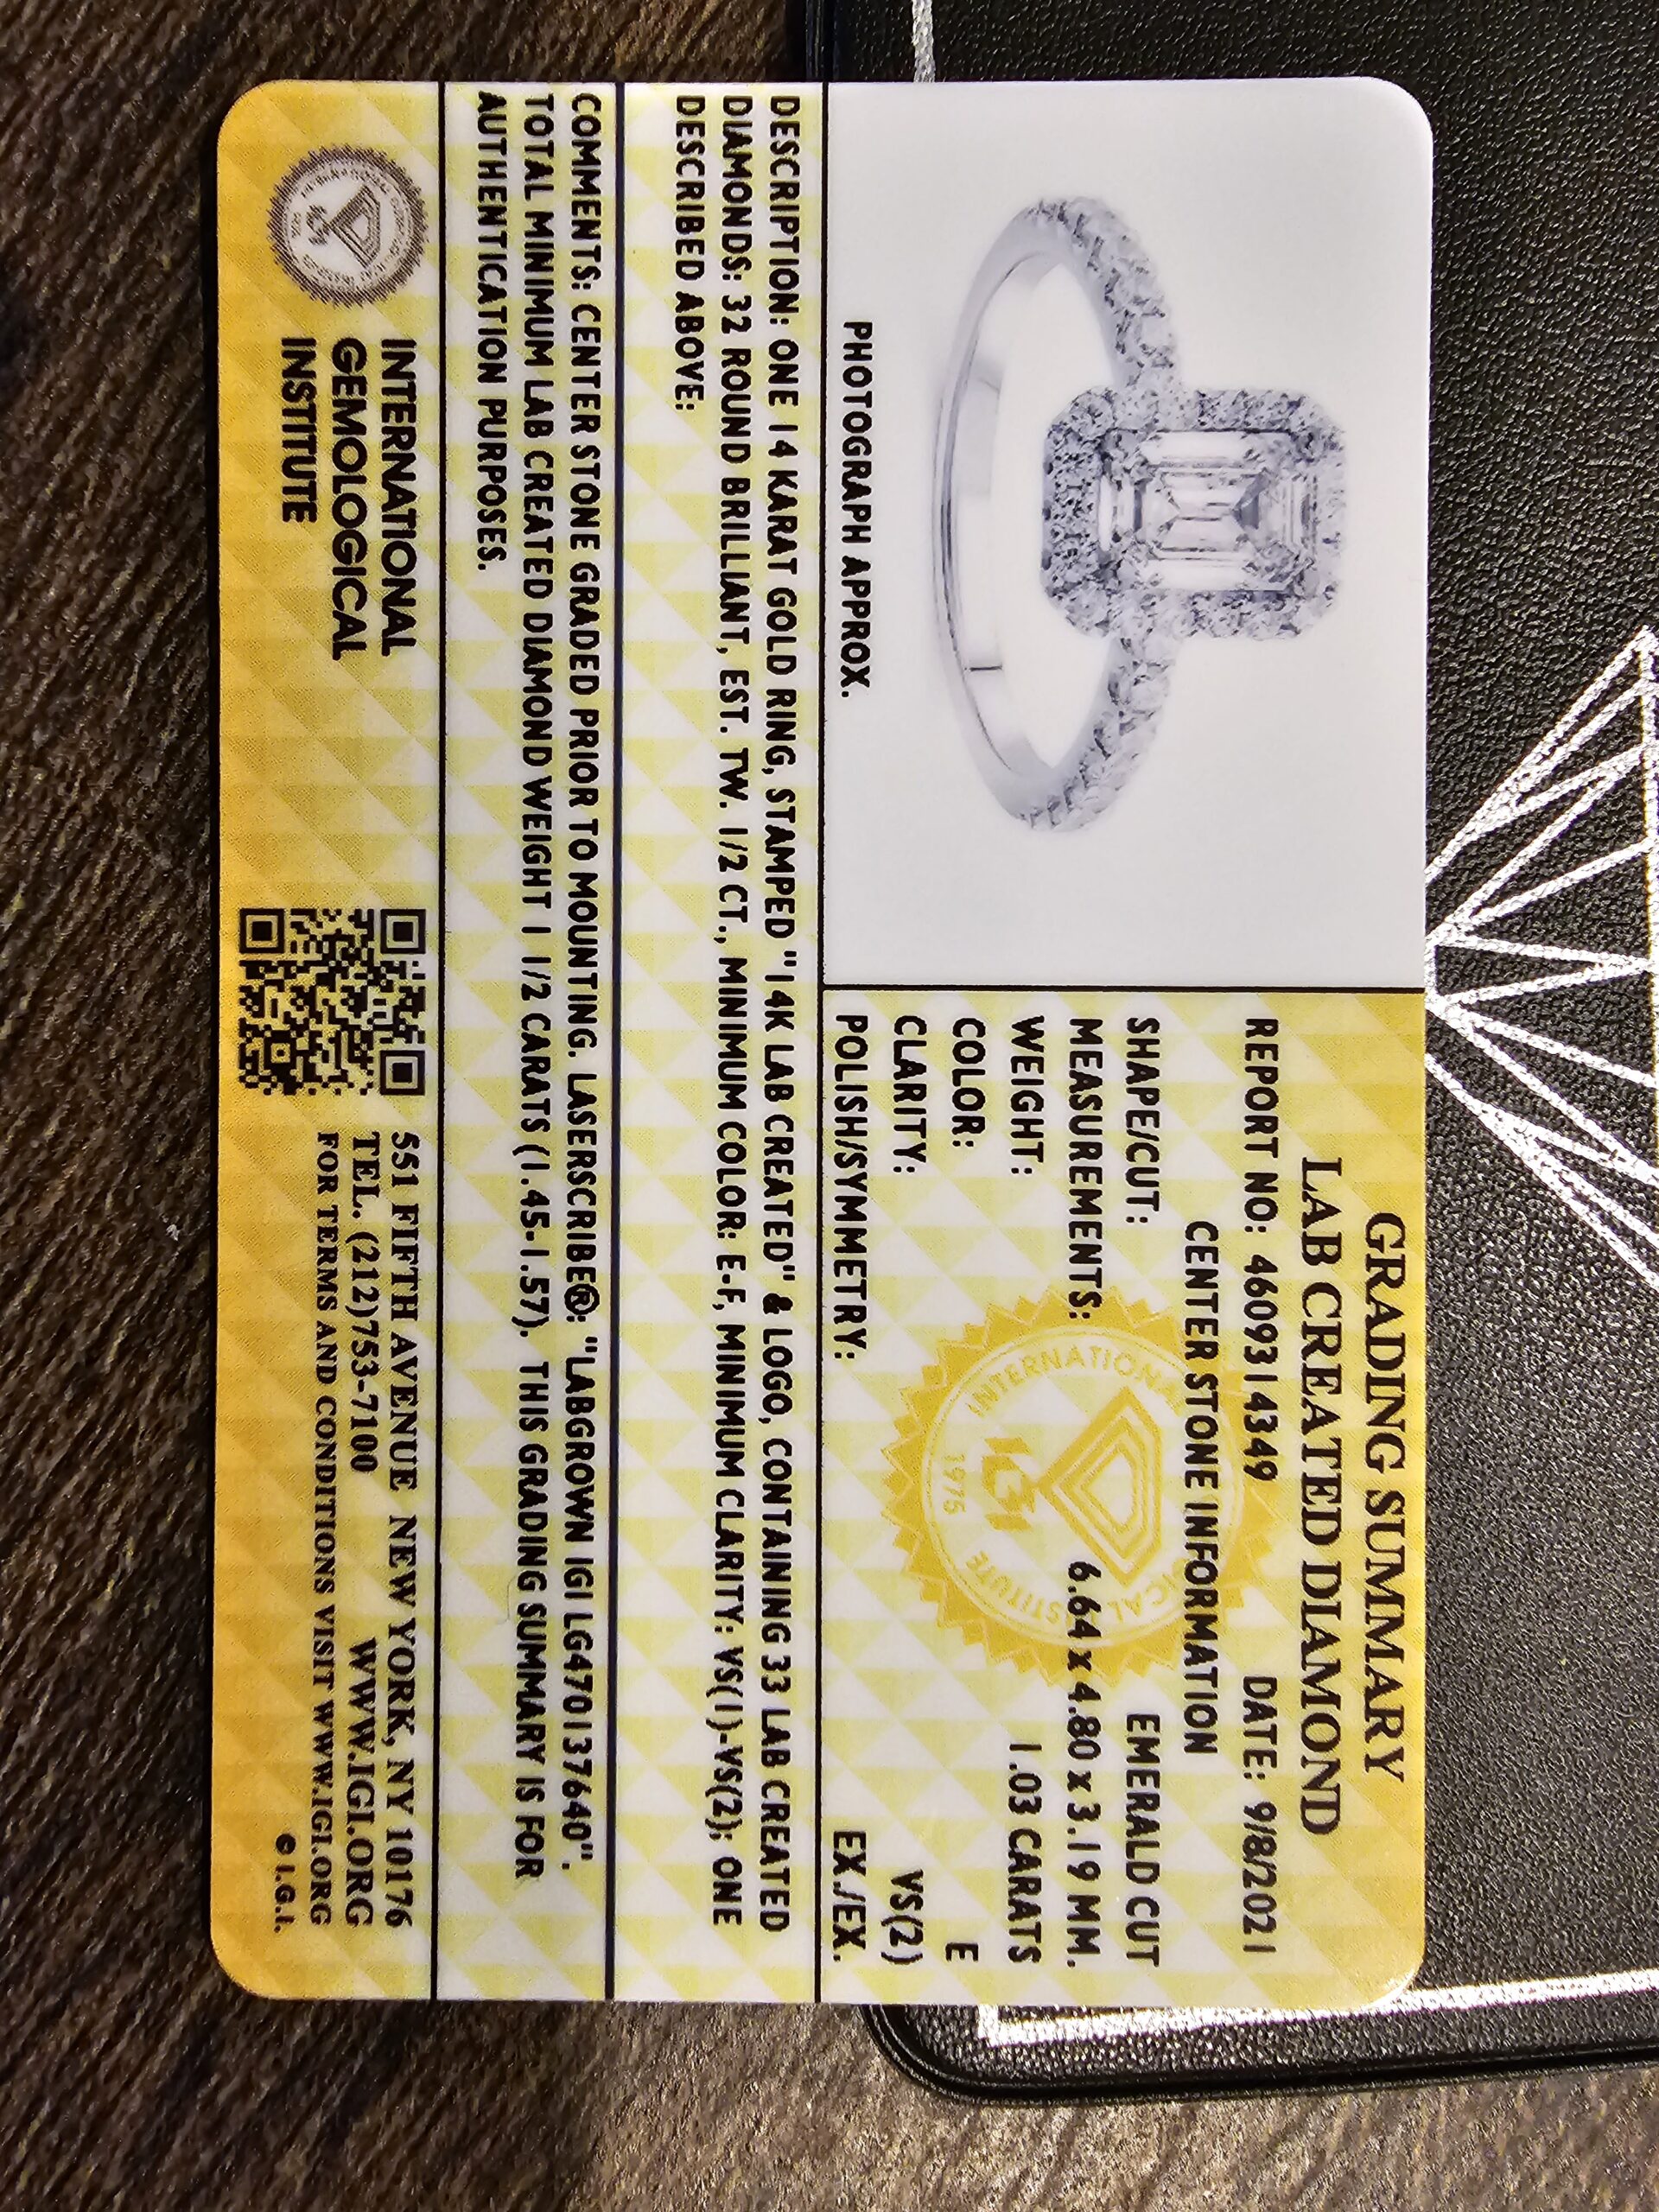 GRADING SUMMARY
LAB CREATED DIAMOND
REPORT NO: 46093I4349 DATE: 9/8/2021
CENTER STONE INFORMATION
SHAPE/CUT: EMERALD CUT
MEASUREMENTS: 6.64 x 4.80 x 3.19 MM.
WEIGHT: 1.03 CARATS
COLOR: E
CLARITY: VS(2)
POLISH/SYMMETRY: EX./EX.
INTERNATIONAL
IGI
1975
PHOTOGRAPH APPROX.
DESCRIPTION: ONE 14 KARAT GOLD RING, STAMPED "14K LAB CREATED" & LOGO, CONTAINING 33 LAB CREATED
DIAMONDS: 32 ROUND BRILLIANT, EST. TW. 1/2 CT., MINIMUM COLOR: E-F, MINIMUM CLARITY: VS(1)-VS(2); ONE
DESCRIBED ABOVE;
COMMENTS: CENTER STONE GRADED PRIOR TO MOUNTING. LASERSCRIBE®: "LABGROWN IGI LG470137640".
TOTAL MINIMUM LAB CREATED DIAMOND WEIGHT 1 1/2 CARATS (1.45-1.57). THIS GRADING SUMMARY IS FOR
AUTHENTICATION PURPOSES.
INTERNATIONAL
GEMOLOGICAL
INSTITUTE
551 FIFTH AVENUE NEW YORK, NY 10176
TEL. (212)753-7100 WWW.IGI.ORG
FOR TERMS AND CONDITIONS VISIT WWW.IGI.ORG
© I.G.I.